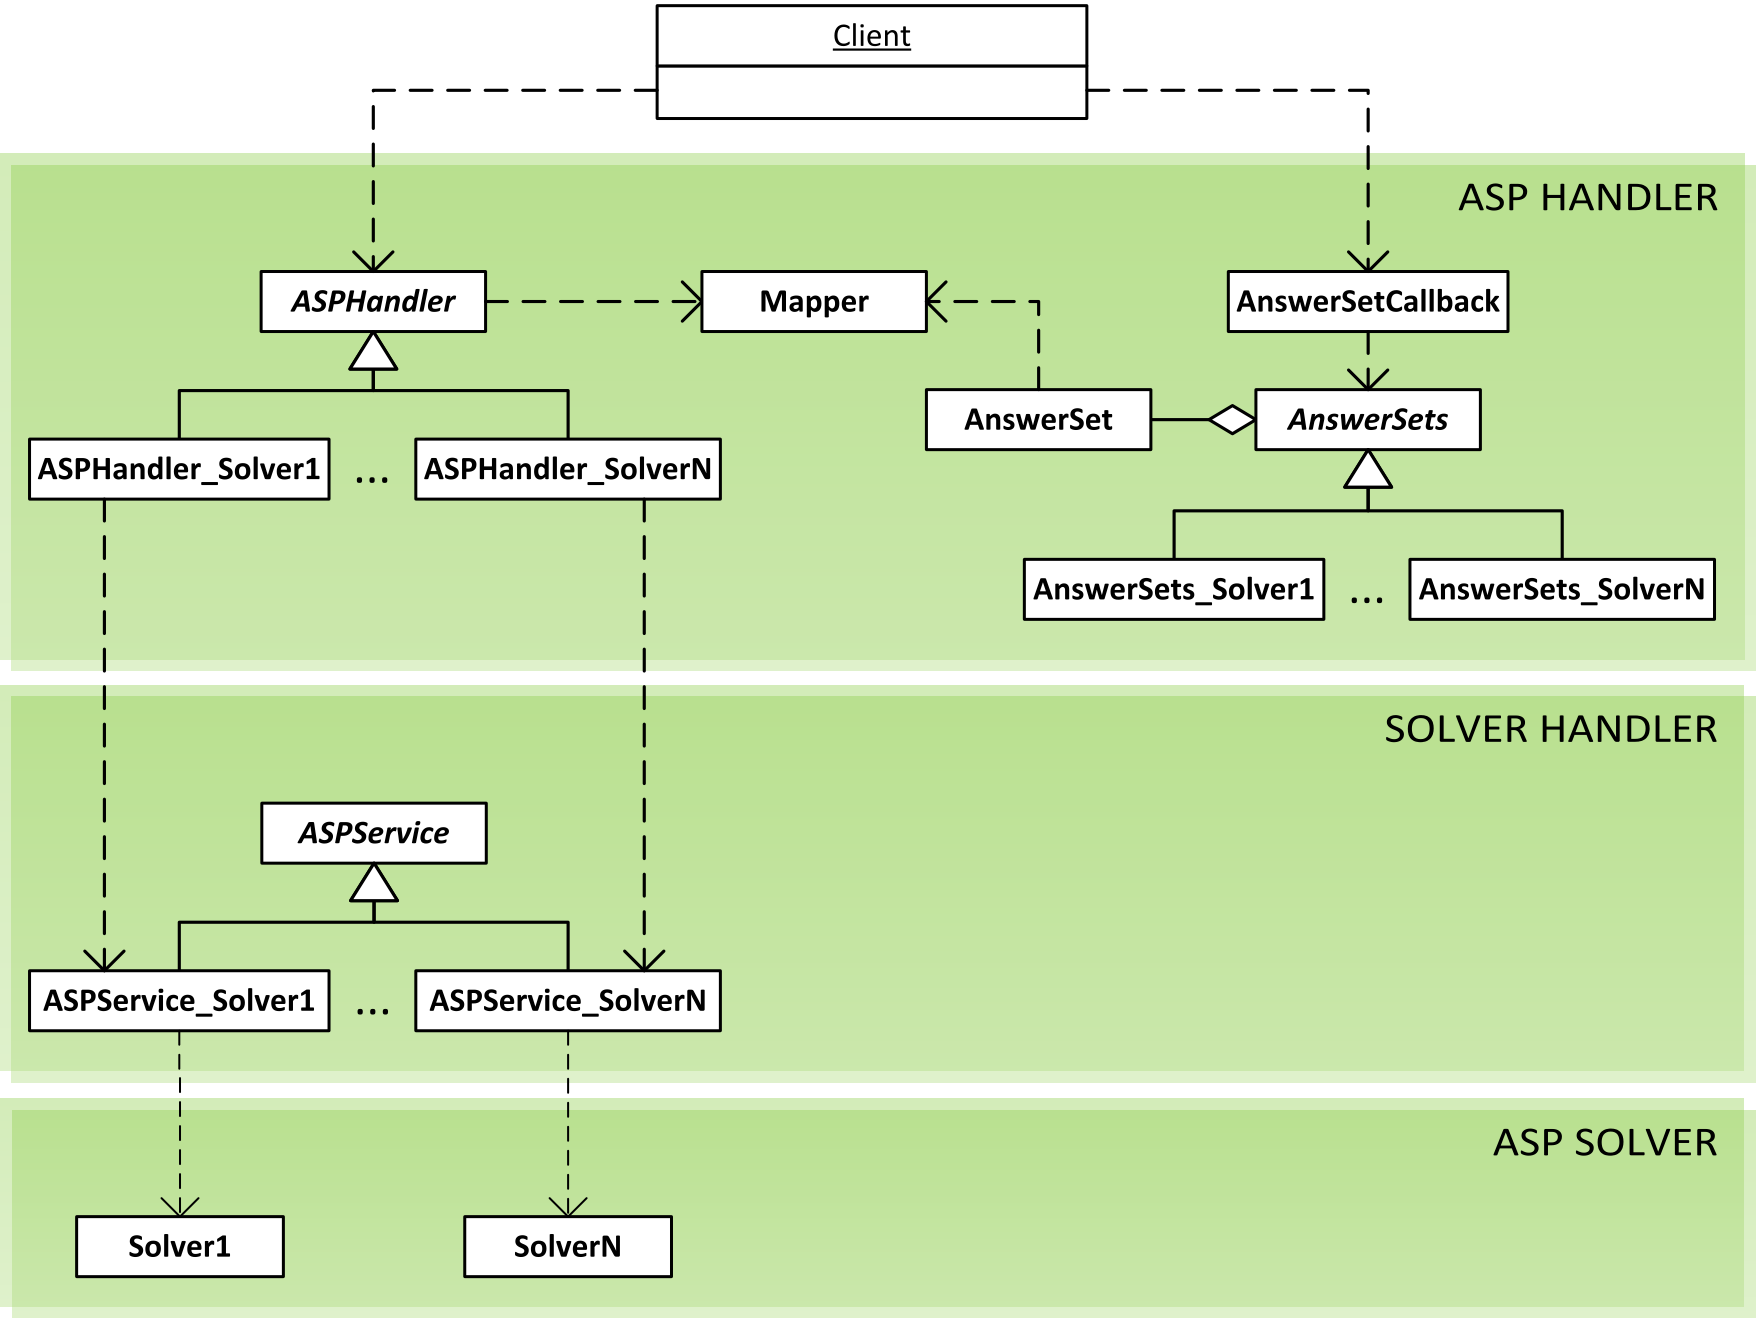 Client
ASP HANDLER
ASPHandler
Mapper
AnswerSetCallback
AnswerSet
AnswerSets
ASPHandler_Solver1
...
ASPHandler_SolverN
AnswerSets_Solver1
...
AnswerSets_SolverN
SOLVER HANDLER
ASPService
ASPService_Solver1
...
ASPService_SolverN
ASP SOLVER
Solver1
SolverN